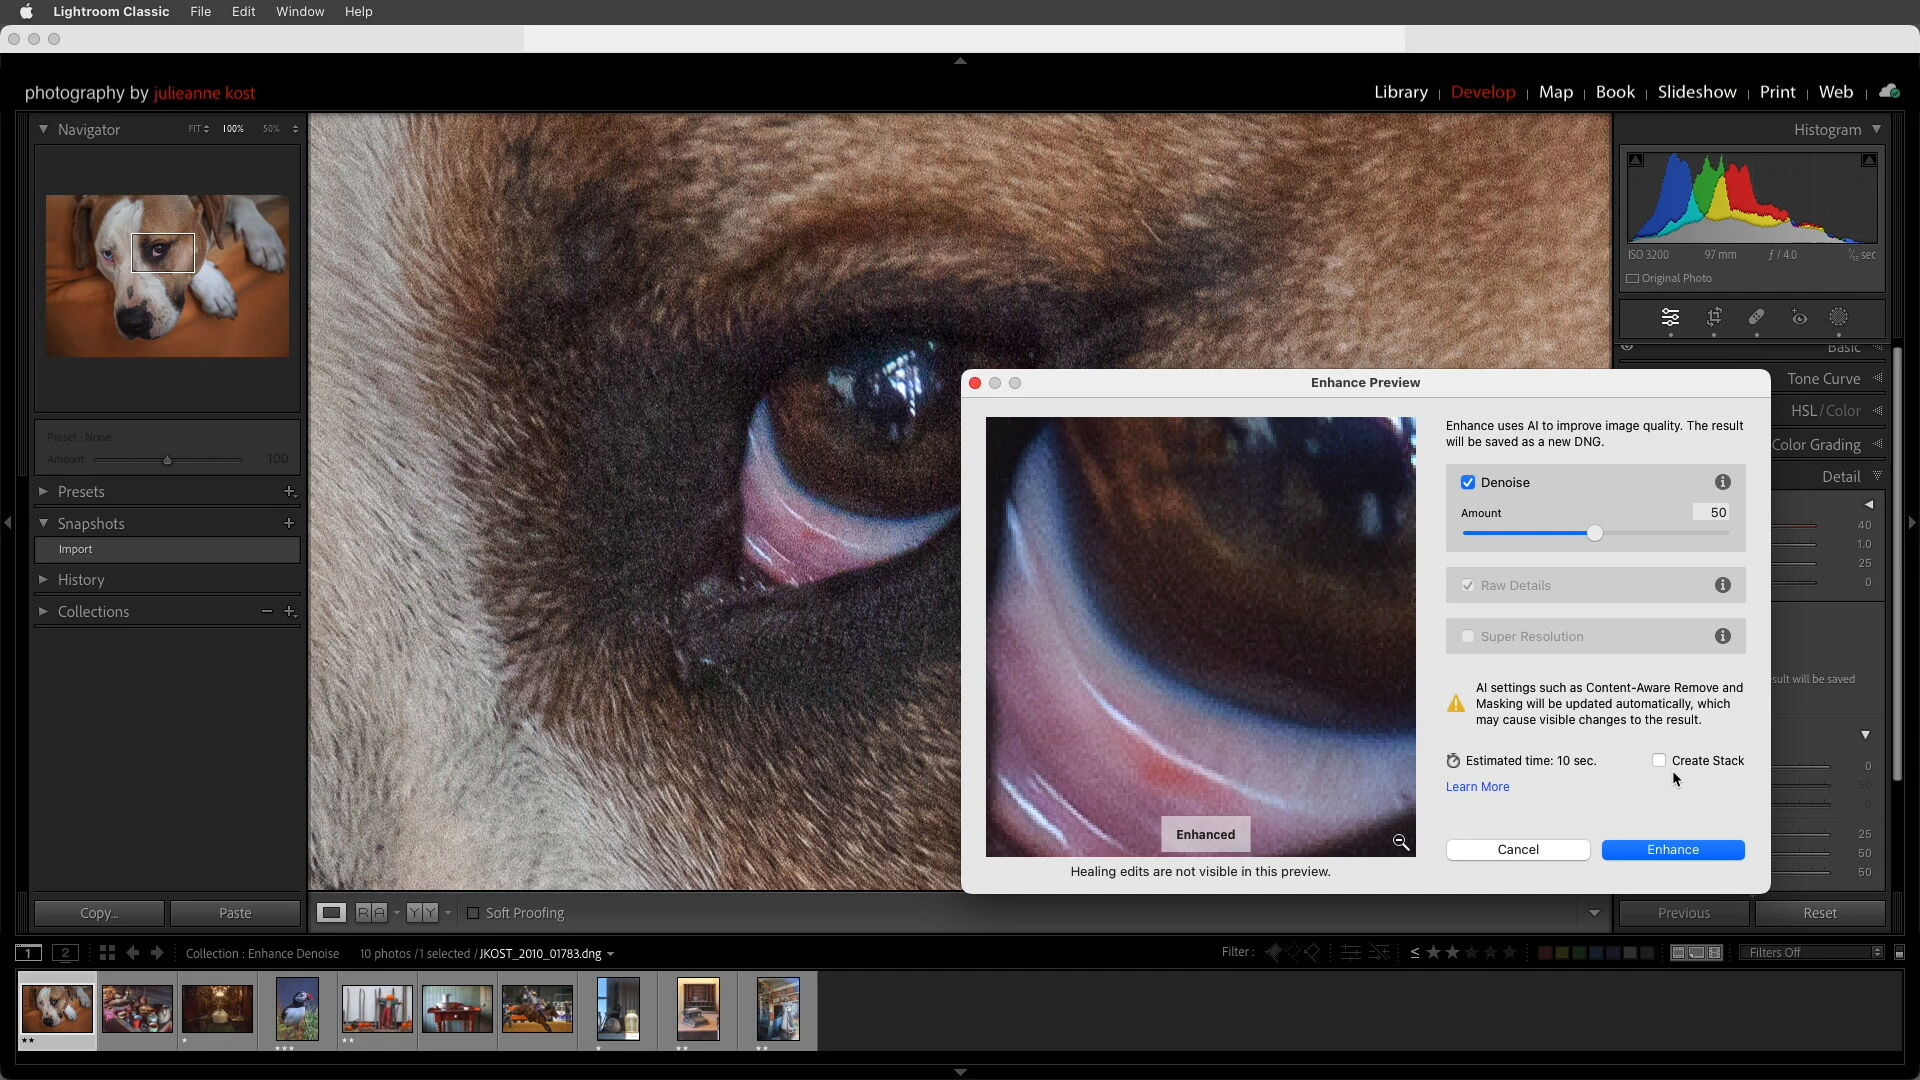 Lightroom Classic File Edit Window Help
photography by julieanne kost
Library | Develop | Map | Book | Slideshow | Print | Web |
Navigator FIT 100% 50%
Preset : None
Amount 100
Presets
Snapshots
Import
History
Collections
Copy... Paste
Histogram
ISO 3200 97 mm ƒ / 4.0 ¹⁄₁₅ sec
Original Photo
Basic
Tone Curve
HSL / Color
Color Grading
Detail
40
1.0
25
0
sult will be saved
0
50
0
25
50
50
Previous Reset
Enhance Preview
Enhance uses AI to improve image quality. The result
will be saved as a new DNG.
Denoise
Amount 50
Raw Details
Super Resolution
AI settings such as Content-Aware Remove and
Masking will be updated automatically, which
may cause visible changes to the result.
Estimated time: 10 sec. Create Stack
Learn More
Cancel Enhance
Enhanced
Healing edits are not visible in this preview.
R A Y Y Soft Proofing
1 2 Collection : Enhance Denoise 10 photos /1 selected /JKOST_2010_01783.dng Filter : ≤ ★★★★★ Filters Off